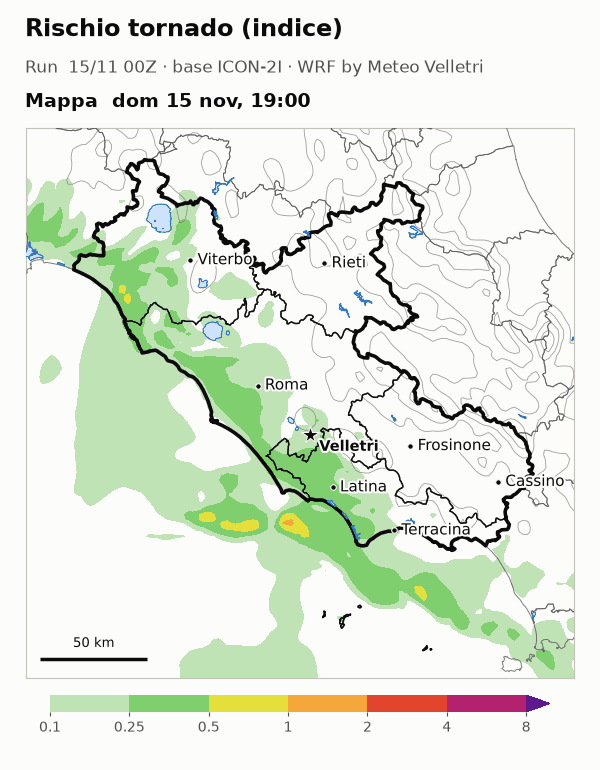 Rischio tornado (indice)
Run 15/11 00Z · base ICON-2I · WRF by Meteo Velletri
Mappa dom 15 nov, 19:00
Viterbo
Rieti
Roma
Velletri
Frosinone
Cassino
Latina
Terracina
50 km
0.1 0.25 0.5 1 2 4 8